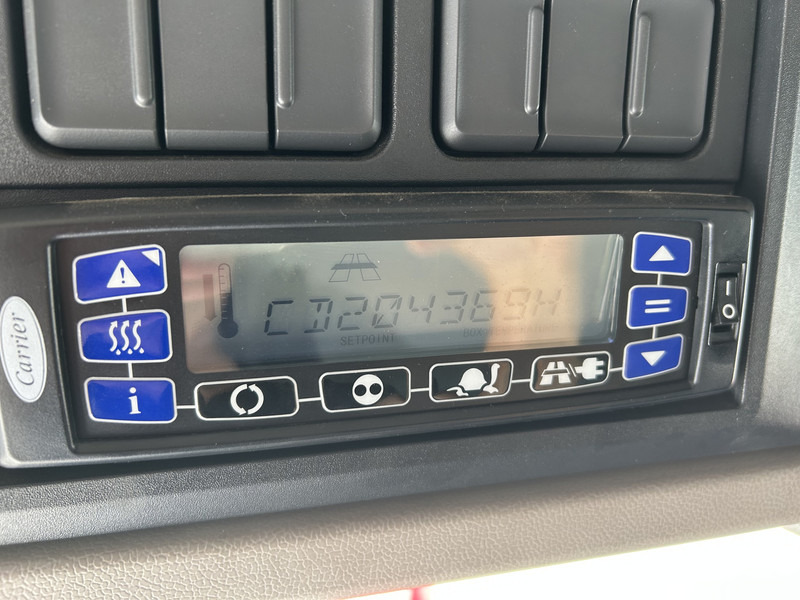 Carrier
CD204369H
SETPOINT
BOX
i